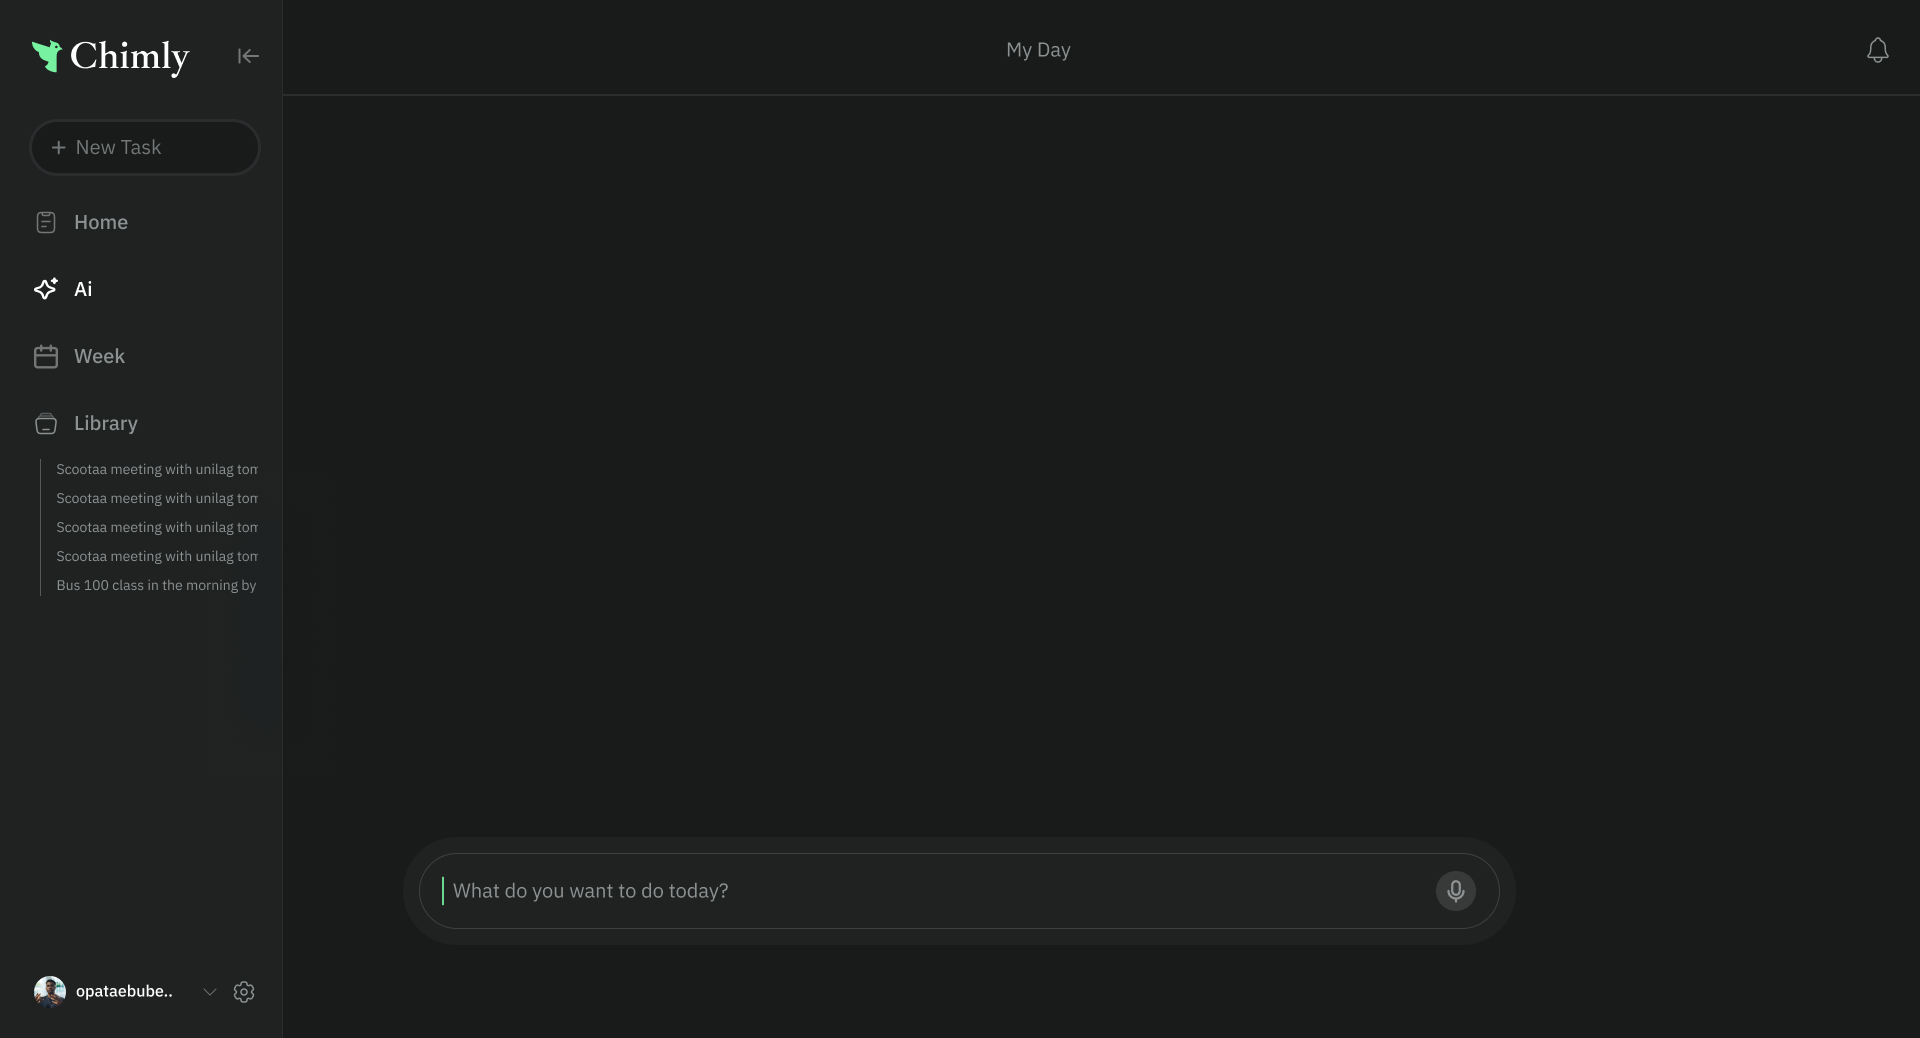 Chimly
My Day
+ New Task
Home
Ai
Week
Library
Scootaa meeting with unilag tom
Scootaa meeting with unilag tom
Scootaa meeting with unilag tom
Scootaa meeting with unilag tom
Bus 100 class in the morning by
What do you want to do today?
opataebube..